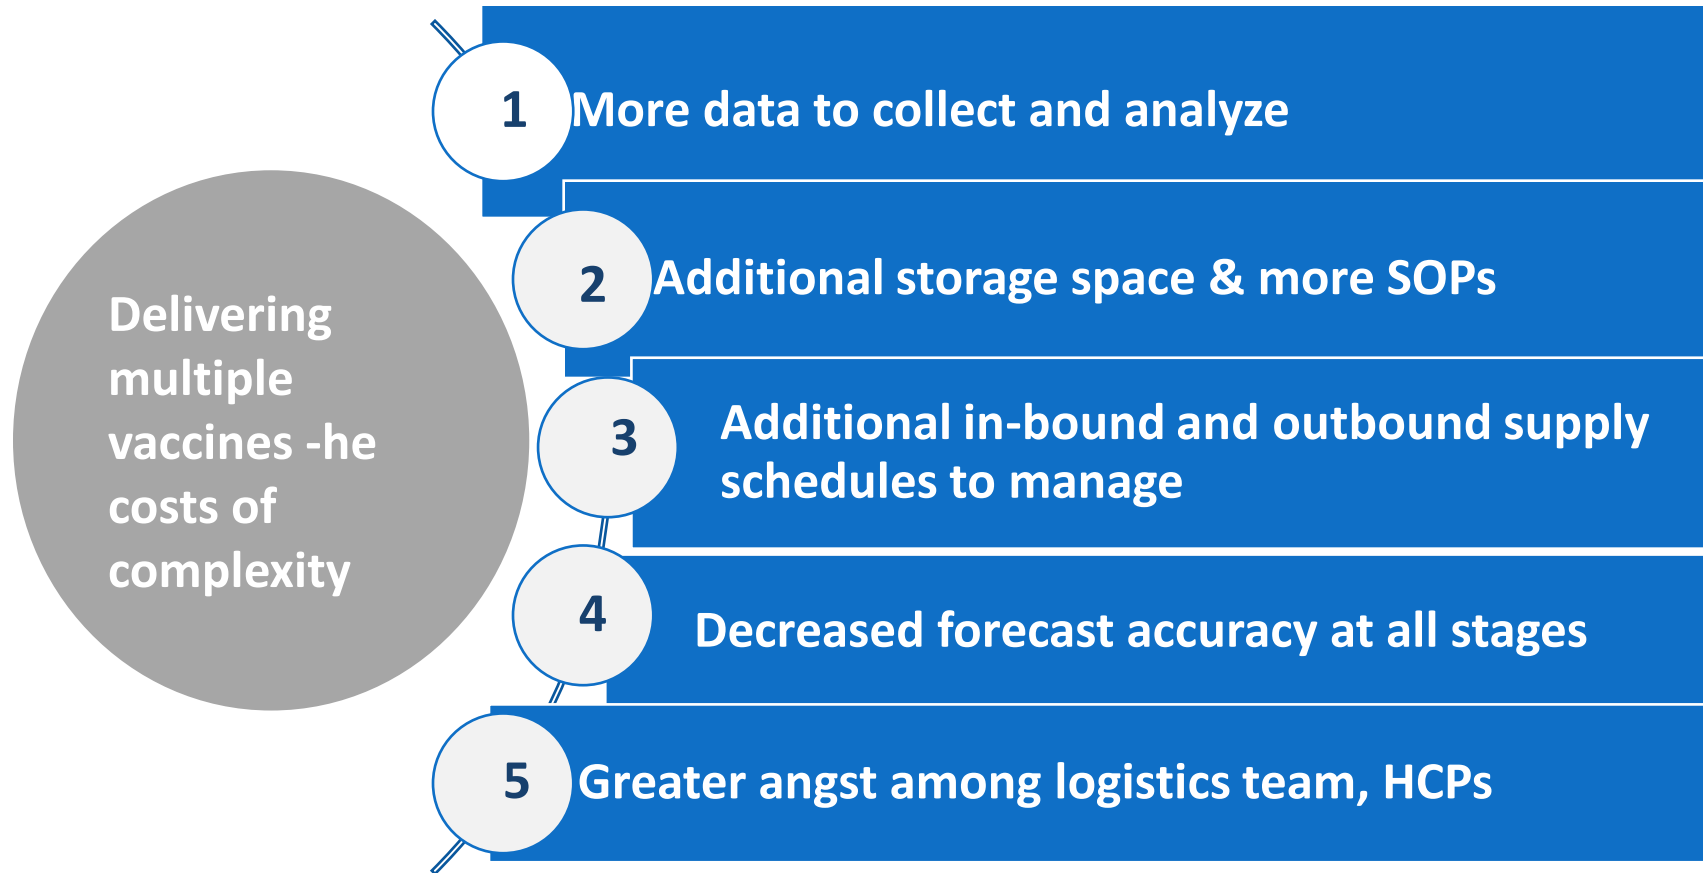 Delivering
multiple
vaccines -he
costs of
complexity
1
More data to collect and analyze
2
Additional storage space & more SOPs
3
Additional in-bound and outbound supply
schedules to manage
4
Decreased forecast accuracy at all stages
5
Greater angst among logistics team, HCPs